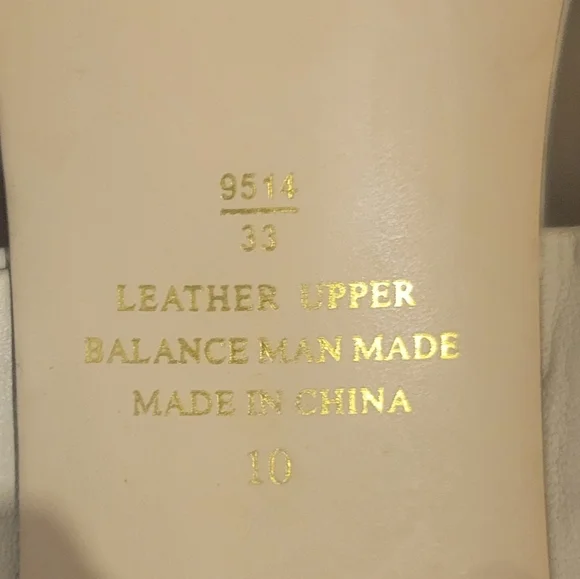 9514
33
LEATHER UPPER
BALANCE MAN MADE
MADE IN CHINA
10